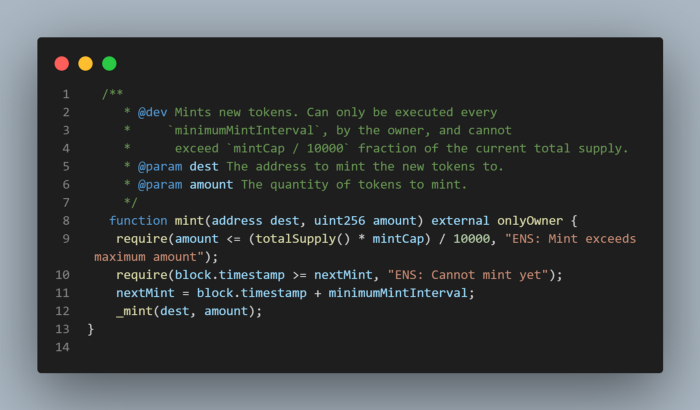 1 /**
2 * @dev Mints new tokens. Can only be executed every
3 * `minimumMintInterval`, by the owner, and cannot
4 * exceed `mintCap / 10000` fraction of the current total supply.
5 * @param dest The address to mint the new tokens to.
6 * @param amount The quantity of tokens to mint.
7 */
8 function mint(address dest, uint256 amount) external onlyOwner {
9 require(amount <= (totalSupply() * mintCap) / 10000, "ENS: Mint exceeds
maximum amount");
10 require(block.timestamp >= nextMint, "ENS: Cannot mint yet");
11 nextMint = block.timestamp + minimumMintInterval;
12 _mint(dest, amount);
13 }
14